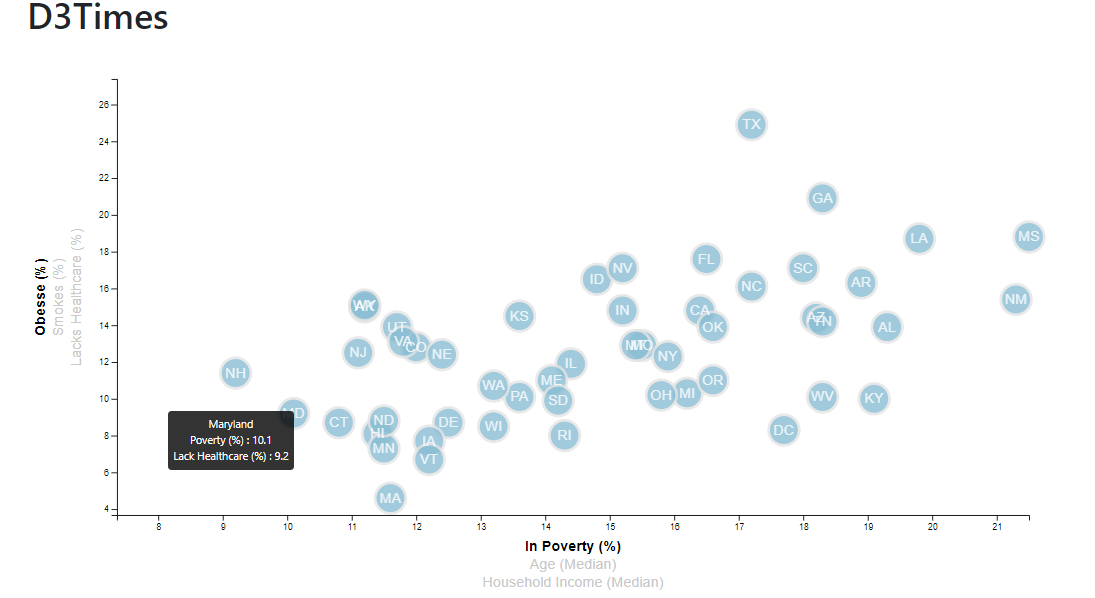 D3Times
26
24
22
20
18
16
14
12
10
8
6
4
Obesse (% )
Smokes (%)
Lacks Healthcare (%)
TX
GA
MS
LA
FL
SC
NV
ID
AR
NC
NM
CA
IN
KS
AZ
TN
UT
OK
AL
VA
CO
NJ
NE
NY
IL
NH
ME
OR
WA
MI
OH
PA
WV
KY
SD
CT
ND
DE
WI
DC
HI
RI
IA
MN
VT
MA
Maryland
Poverty (%) : 10.1
Lack Healthcare (%) : 9.2
8 9 10 11 12 13 14 15 16 17 18 19 20 21
In Poverty (%)
Age (Median)
Household Income (Median)